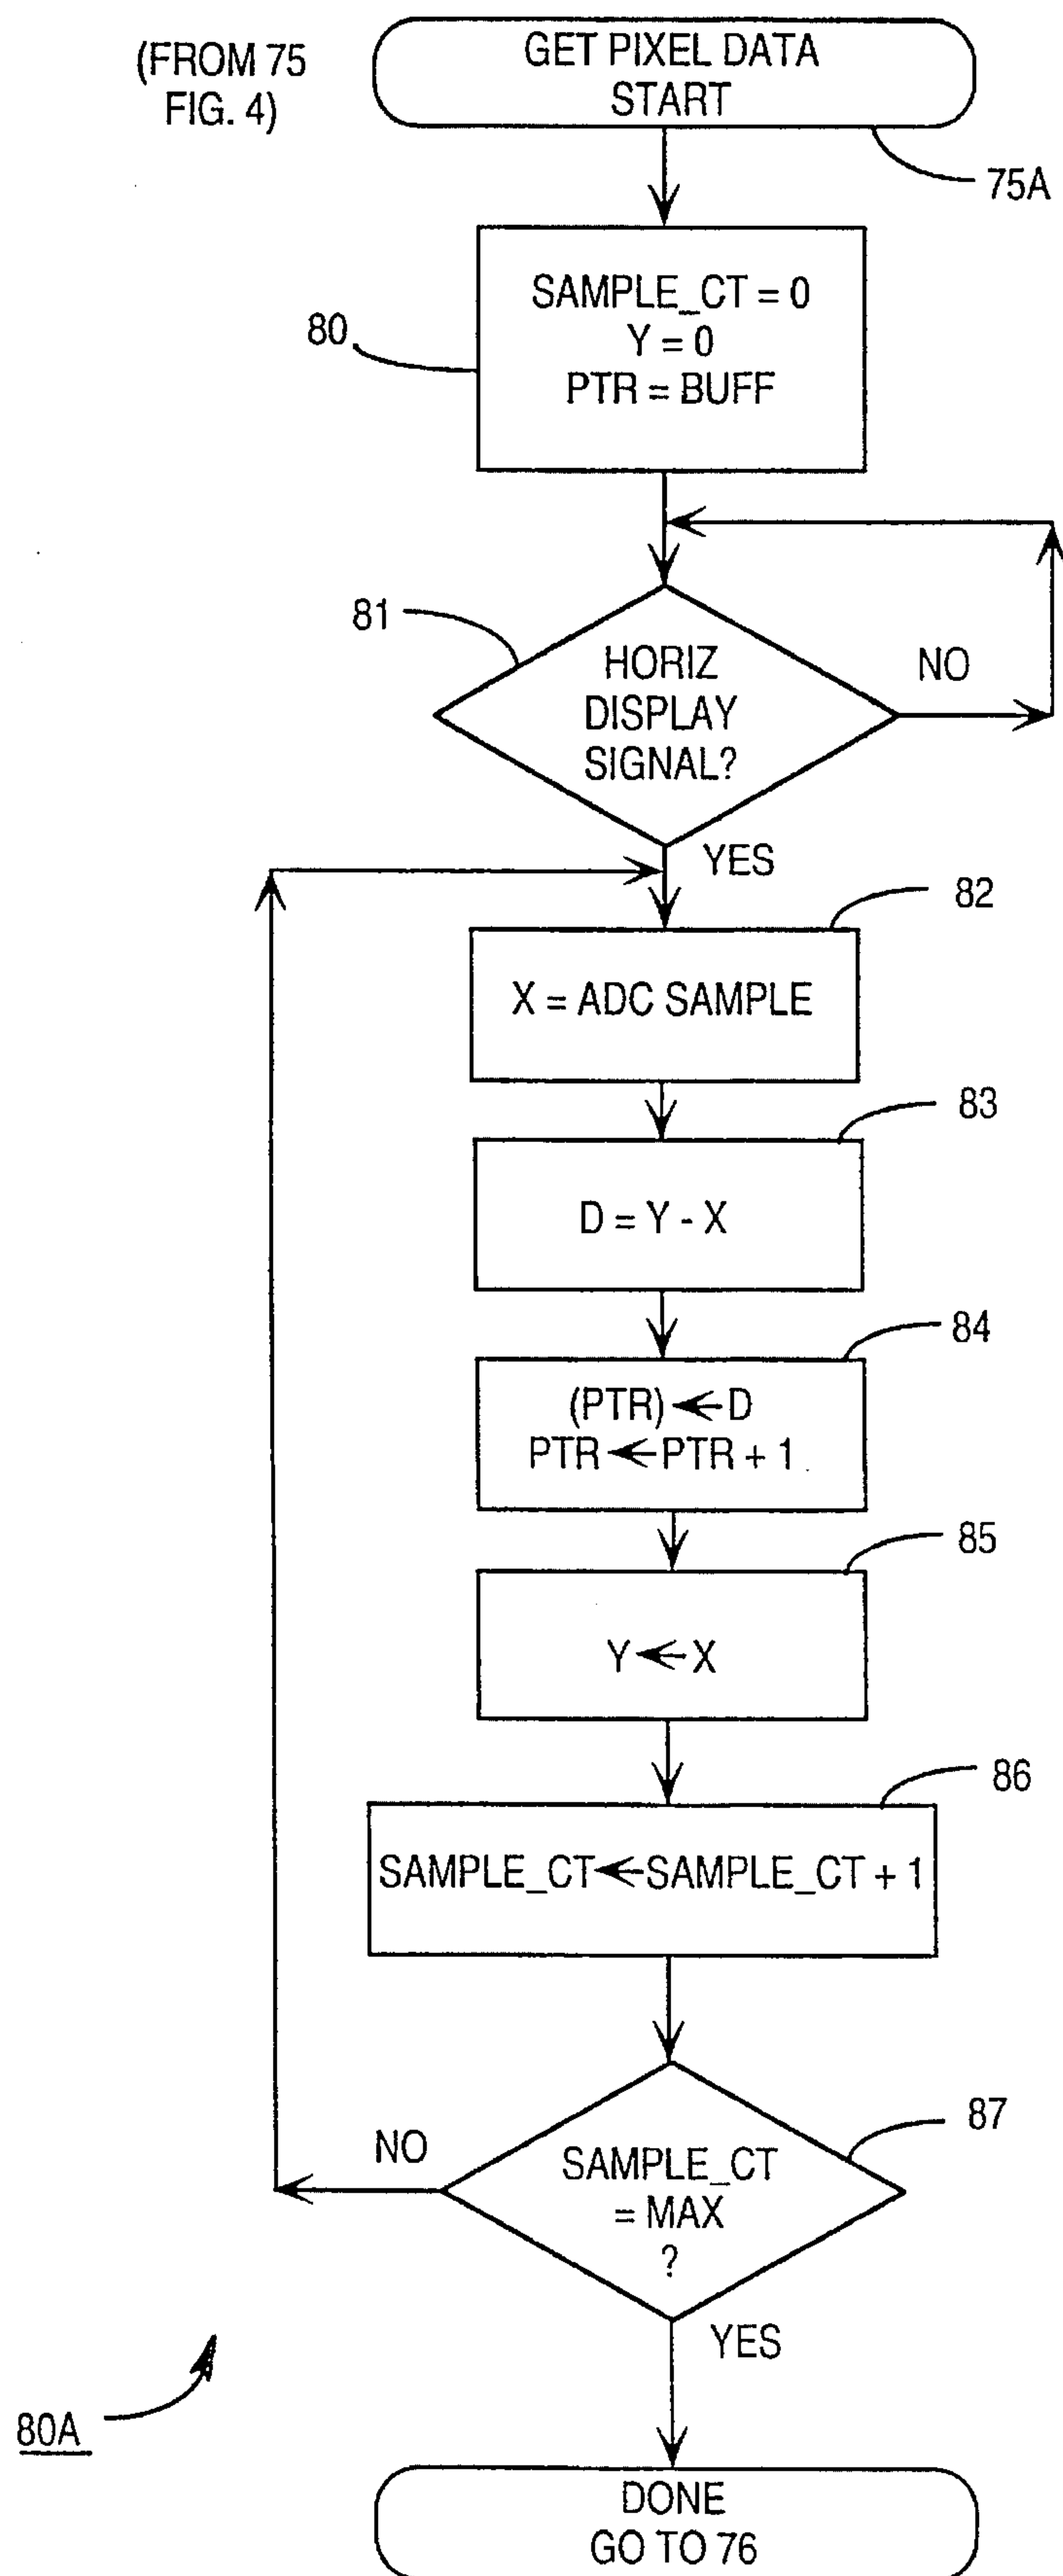 (FROM 75
FIG. 4)
GET PIXEL DATA
START
75A
80
SAMPLE_CT = 0
Y = 0
PTR = BUFF
81
HORIZ
DISPLAY
SIGNAL?
NO
YES
82
X = ADC SAMPLE
83
D = Y - X
84
(PTR)←D
PTR←PTR + 1
85
Y←X
86
SAMPLE_CT←SAMPLE_CT + 1
87
SAMPLE_CT
= MAX
?
NO
YES
80A
DONE
GO TO 76